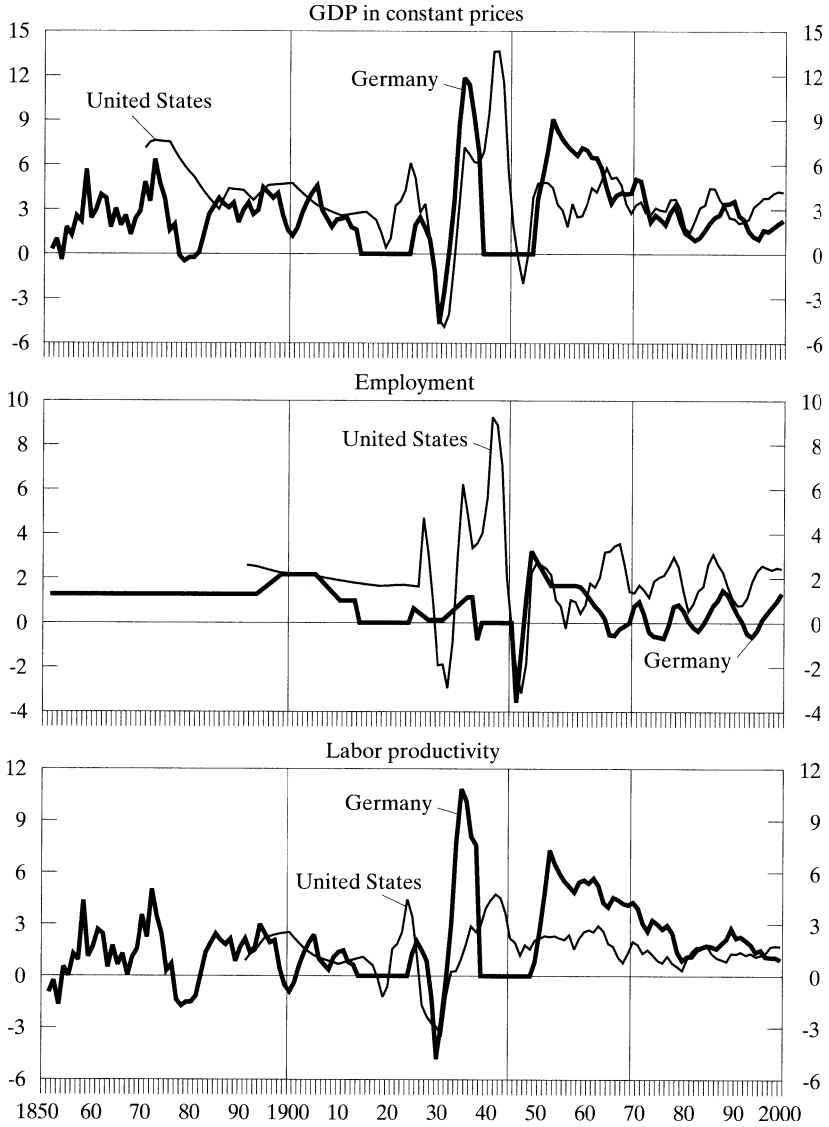 GDP in constant prices
15 15
12 Germany 12
United States
9 9
6 6
3 3
0 0
-3 -3
-6 -6
Employment
10 10
United States
8 8
6 6
4 4
2 2
0 0
Germany
-2 -2
-4 -4
Labor productivity
12 12
Germany
9 9
United States
6 6
3 3
0 0
-3 -3
-6 -6
1850 60 70 80 90 1900 10 20 30 40 50 60 70 80 90 2000